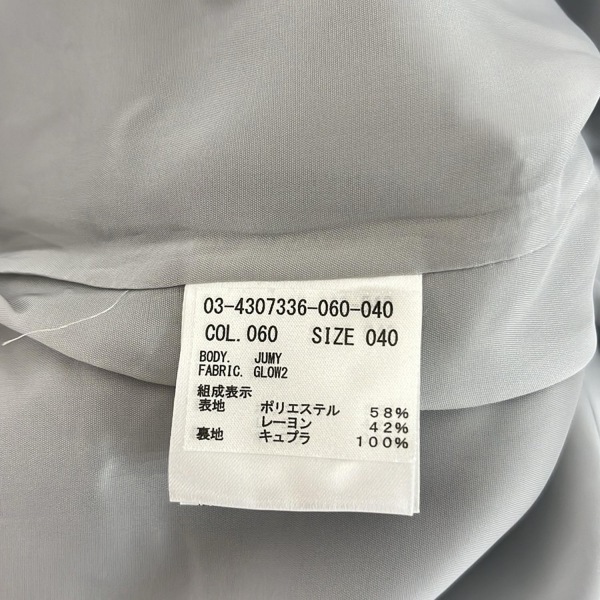 03-4307336-060-040
COL. 060 SIZE 040
BODY. JUMY
FABRIC. GLOW2
組成表示
表地 ポリエステル 58%
レーヨン 42%
裏地 キュプラ 100%